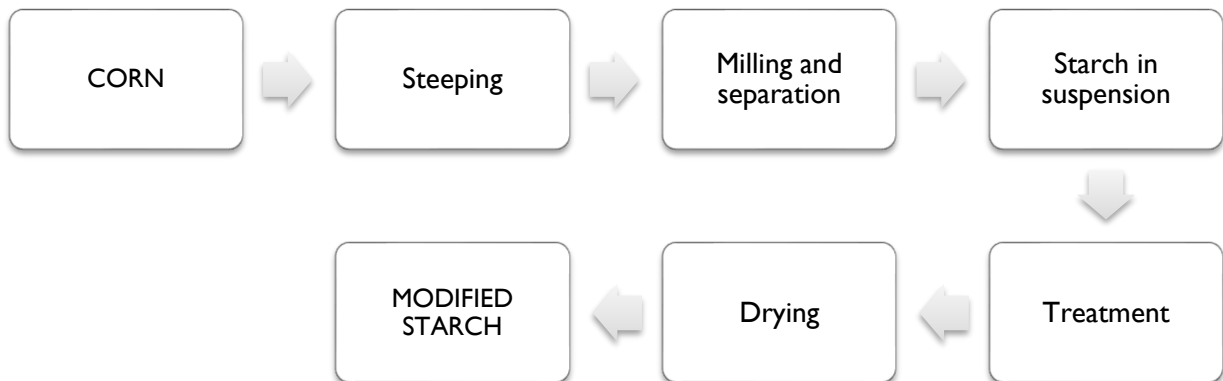 CORN
Steeping
Milling and
separation
Starch in
suspension
Treatment
Drying
MODIFIED
STARCH